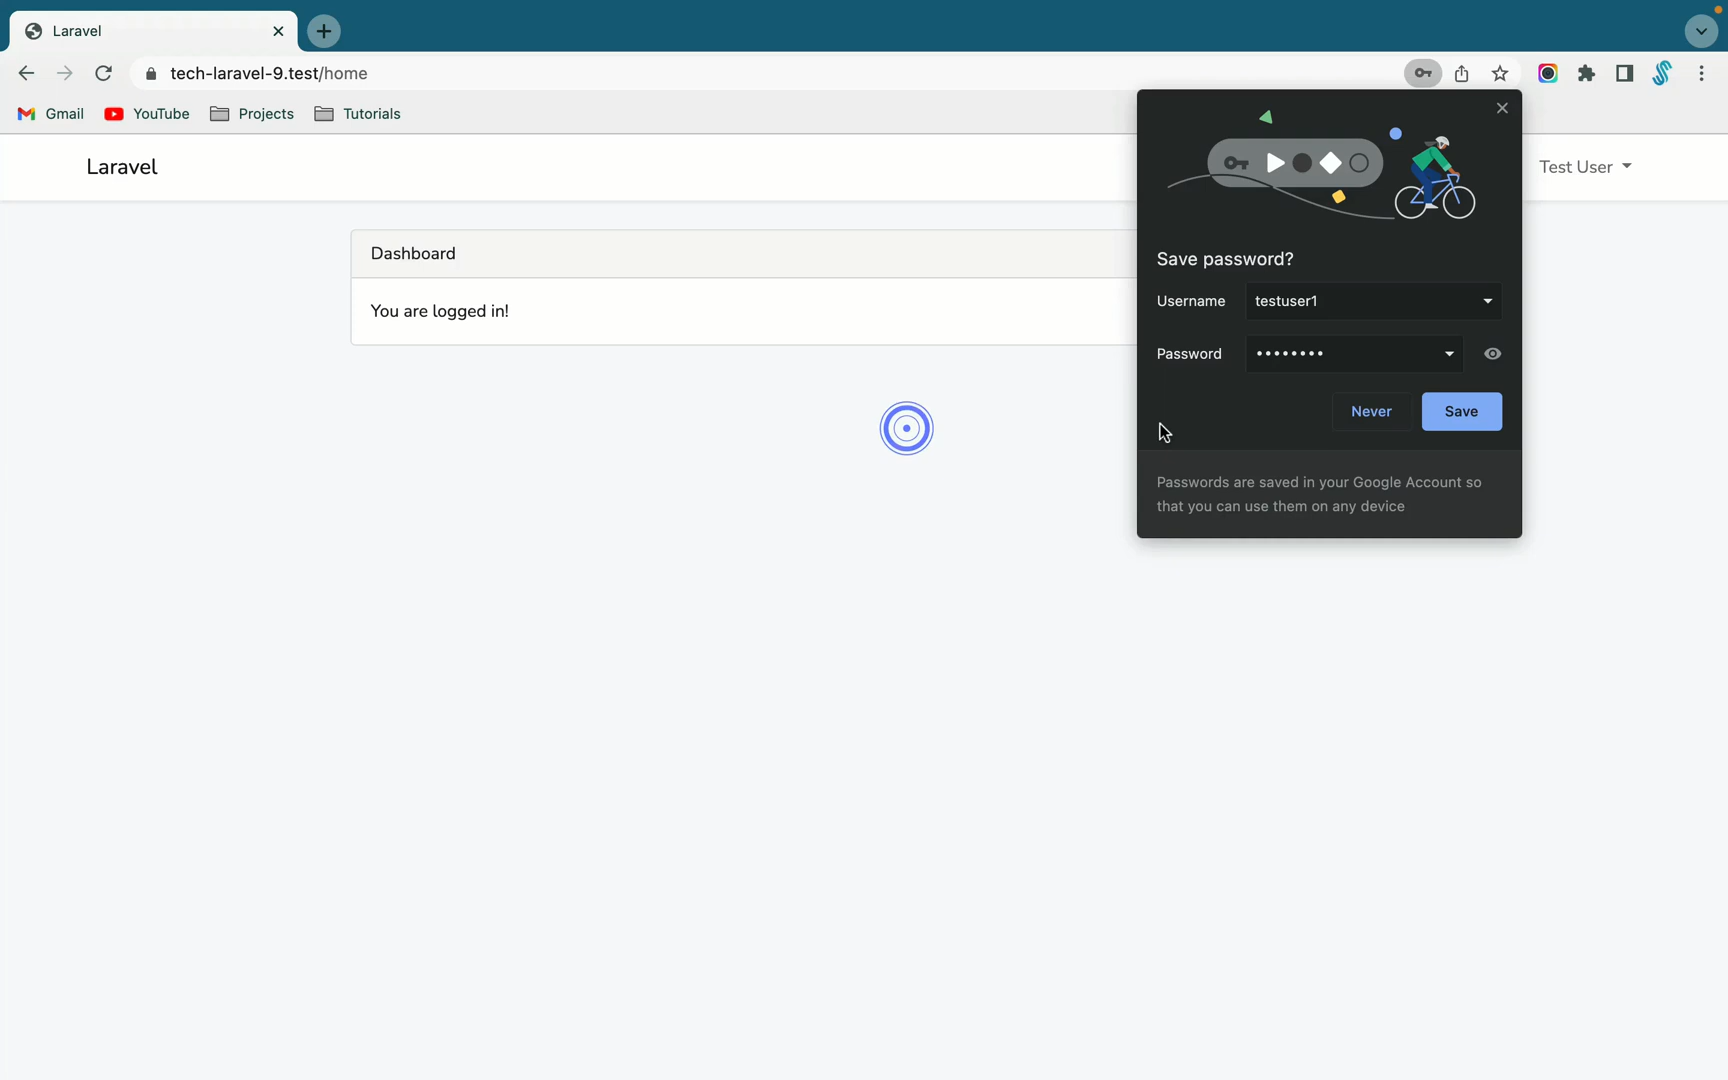 Laravel
tech-laravel-9.test/home
Gmail YouTube Projects Tutorials
Laravel
Test User
Dashboard
You are logged in!
Save password?
Username testuser1
Password ••••••••
Never Save
Passwords are saved in your Google Account so
that you can use them on any device